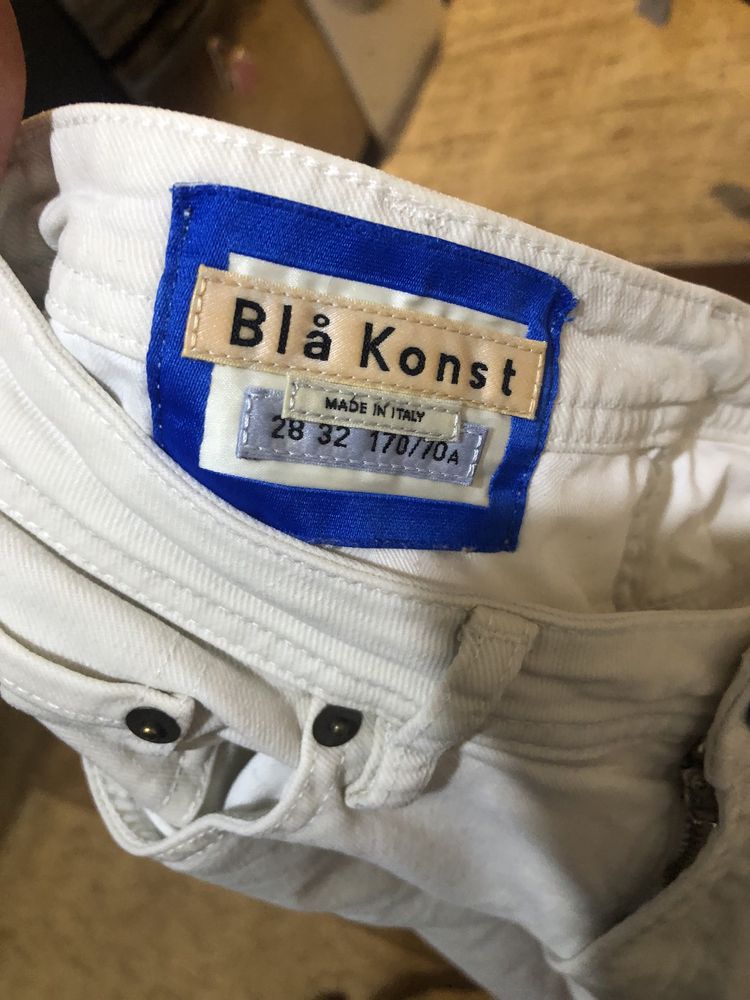 Blå Konst
MADE IN ITALY
28 32 170/70A